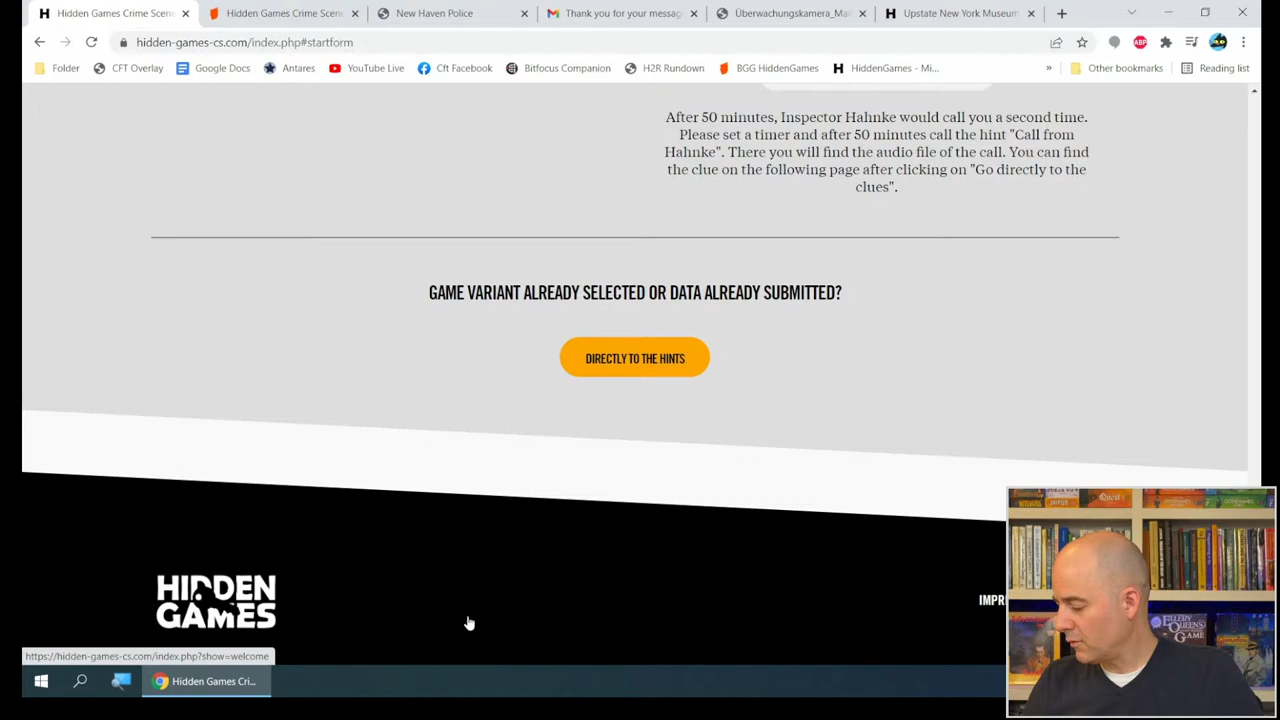 Hidden Games Crime Scene
Hidden Games Crime Scen
New Haven Police
Thank you for your messag
Überwachungskamera_Ma
Upstate New York Museum
hidden-games-cs.com/index.php#startform
ABP
Folder
CFT Overlay
Google Docs
Antares
YouTube Live
Cft Facebook
Bitfocus Companion
H2R Rundown
BGG HiddenGames
HiddenGames - Mi...
»
Other bookmarks
Reading list
After 50 minutes, Inspector Hahnke would call you a second time.
Please set a timer and after 50 minutes call the hint "Call from
Hahnke". There you will find the audio file of the call. You can find
the clue on the following page after clicking on "Go directly to the
clues".
GAME VARIANT ALREADY SELECTED OR DATA ALREADY SUBMITTED?
DIRECTLY TO THE HINTS
HIDDEN
GAMES
IMPR
https://hidden-games-cs.com/index.php?show=welcome
Hidden Games Cri...
ELLERY QUEEN'S
GAME